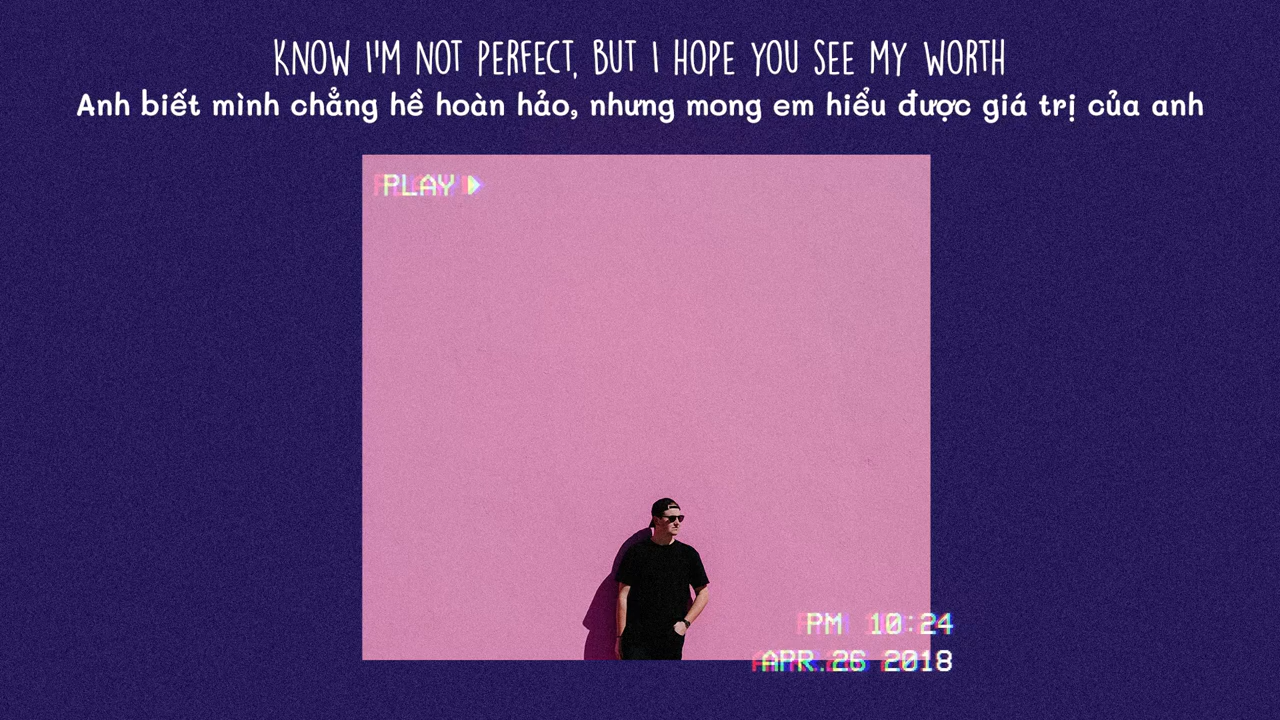 KNOW I'M NOT PERFECT, BUT I HOPE YOU SEE MY WORTH
Anh biết mình chẳng hề hoàn hảo, nhưng mong em hiểu được giá trị của anh
PLAY
PM 10:24
APR.26 2018